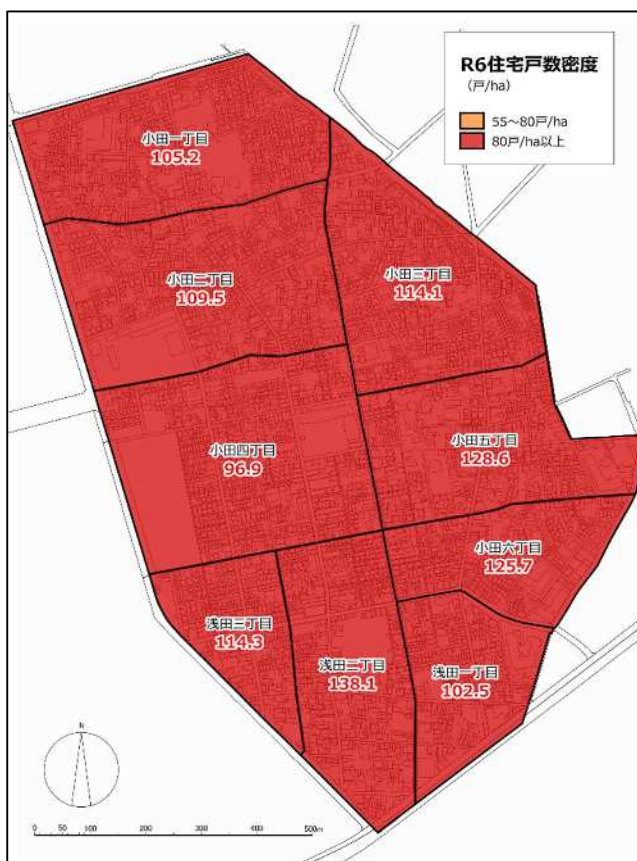 R6住宅戸数密度
(戸/ha)
55～80戸/ha
80戸/ha以上
小田一丁目
105.2
小田二丁目
109.5
小田三丁目
114.1
小田四丁目
96.9
小田五丁目
128.6
小田六丁目
125.7
浅田三丁目
114.3
浅田二丁目
138.1
浅田一丁目
102.5
N
0 50 100 200 300 400 500m